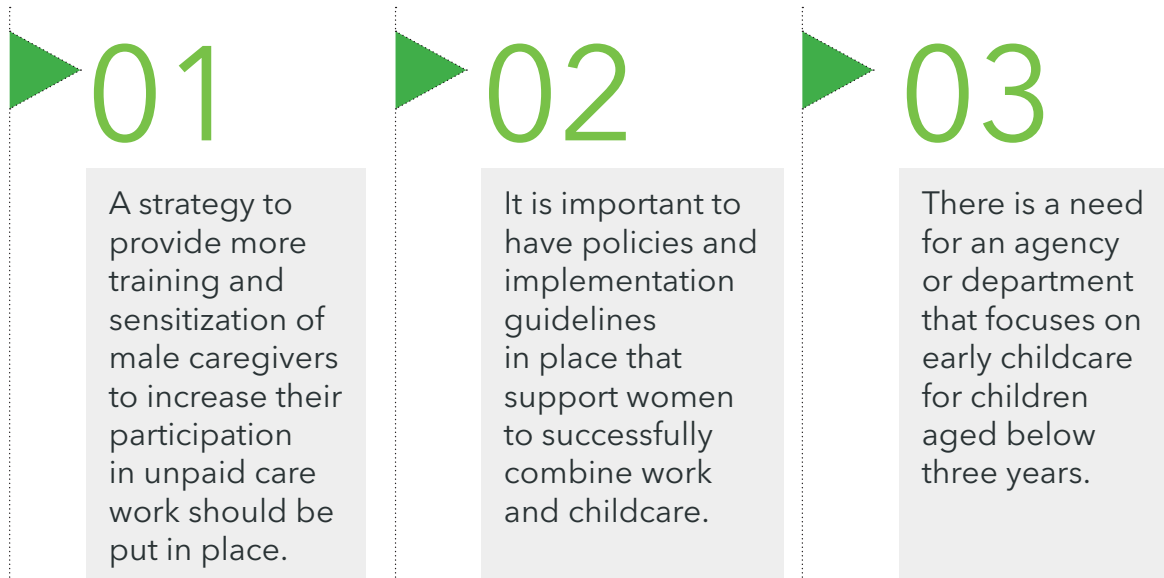 01
A strategy to
provide more
training and
sensitization of
male caregivers
to increase their
participation
in unpaid care
work should be
put in place.
02
It is important to
have policies and
implementation
guidelines
in place that
support women
to successfully
combine work
and childcare.
03
There is a need
for an agency
or department
that focuses on
early childcare
for children
aged below
three years.